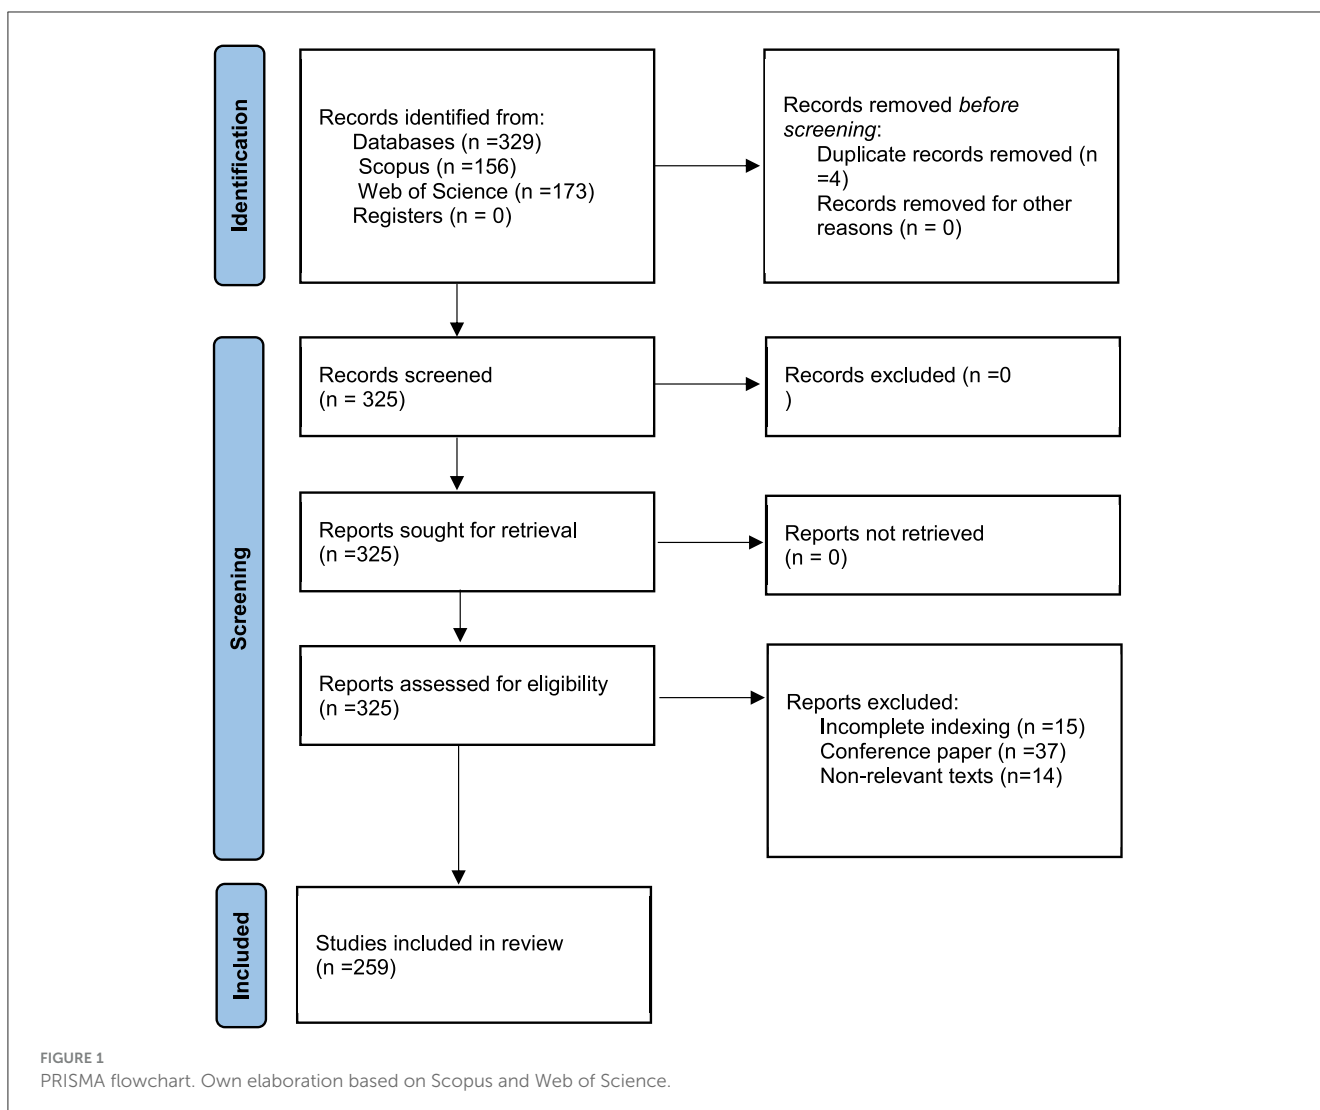 Identification
Records identified from:
Databases (n =329)
Scopus (n =156)
Web of Science (n =173)
Registers (n = 0)
Records removed before
screening:
Duplicate records removed (n
=4)
Records removed for other
reasons (n = 0)
Screening
Records screened
(n = 325)
Records excluded (n =0
)
Reports sought for retrieval
(n =325)
Reports not retrieved
(n = 0)
Reports assessed for eligibility
(n =325)
Reports excluded:
Incomplete indexing (n =15)
Conference paper (n =37)
Non-relevant texts (n=14)
Included
Studies included in review
(n =259)
FIGURE 1
PRISMA flowchart. Own elaboration based on Scopus and Web of Science.